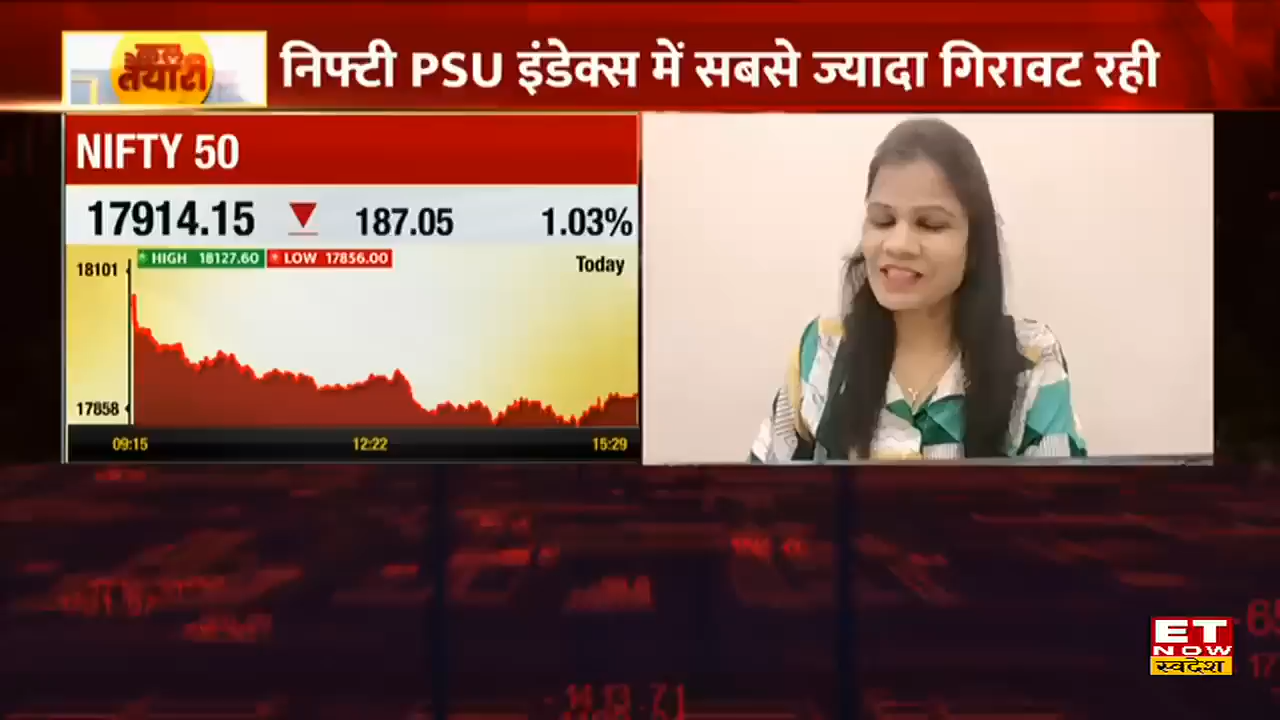 तैयारी
निफ्टी PSU इंडेक्स में सबसे ज्यादा गिरावट रही
NIFTY 50
17914.15 187.05 1.03%
HIGH 18127.60 LOW 17856.00
Today
18101
17858
09:15 12:22 15:29
ET
NOW
स्वदेश